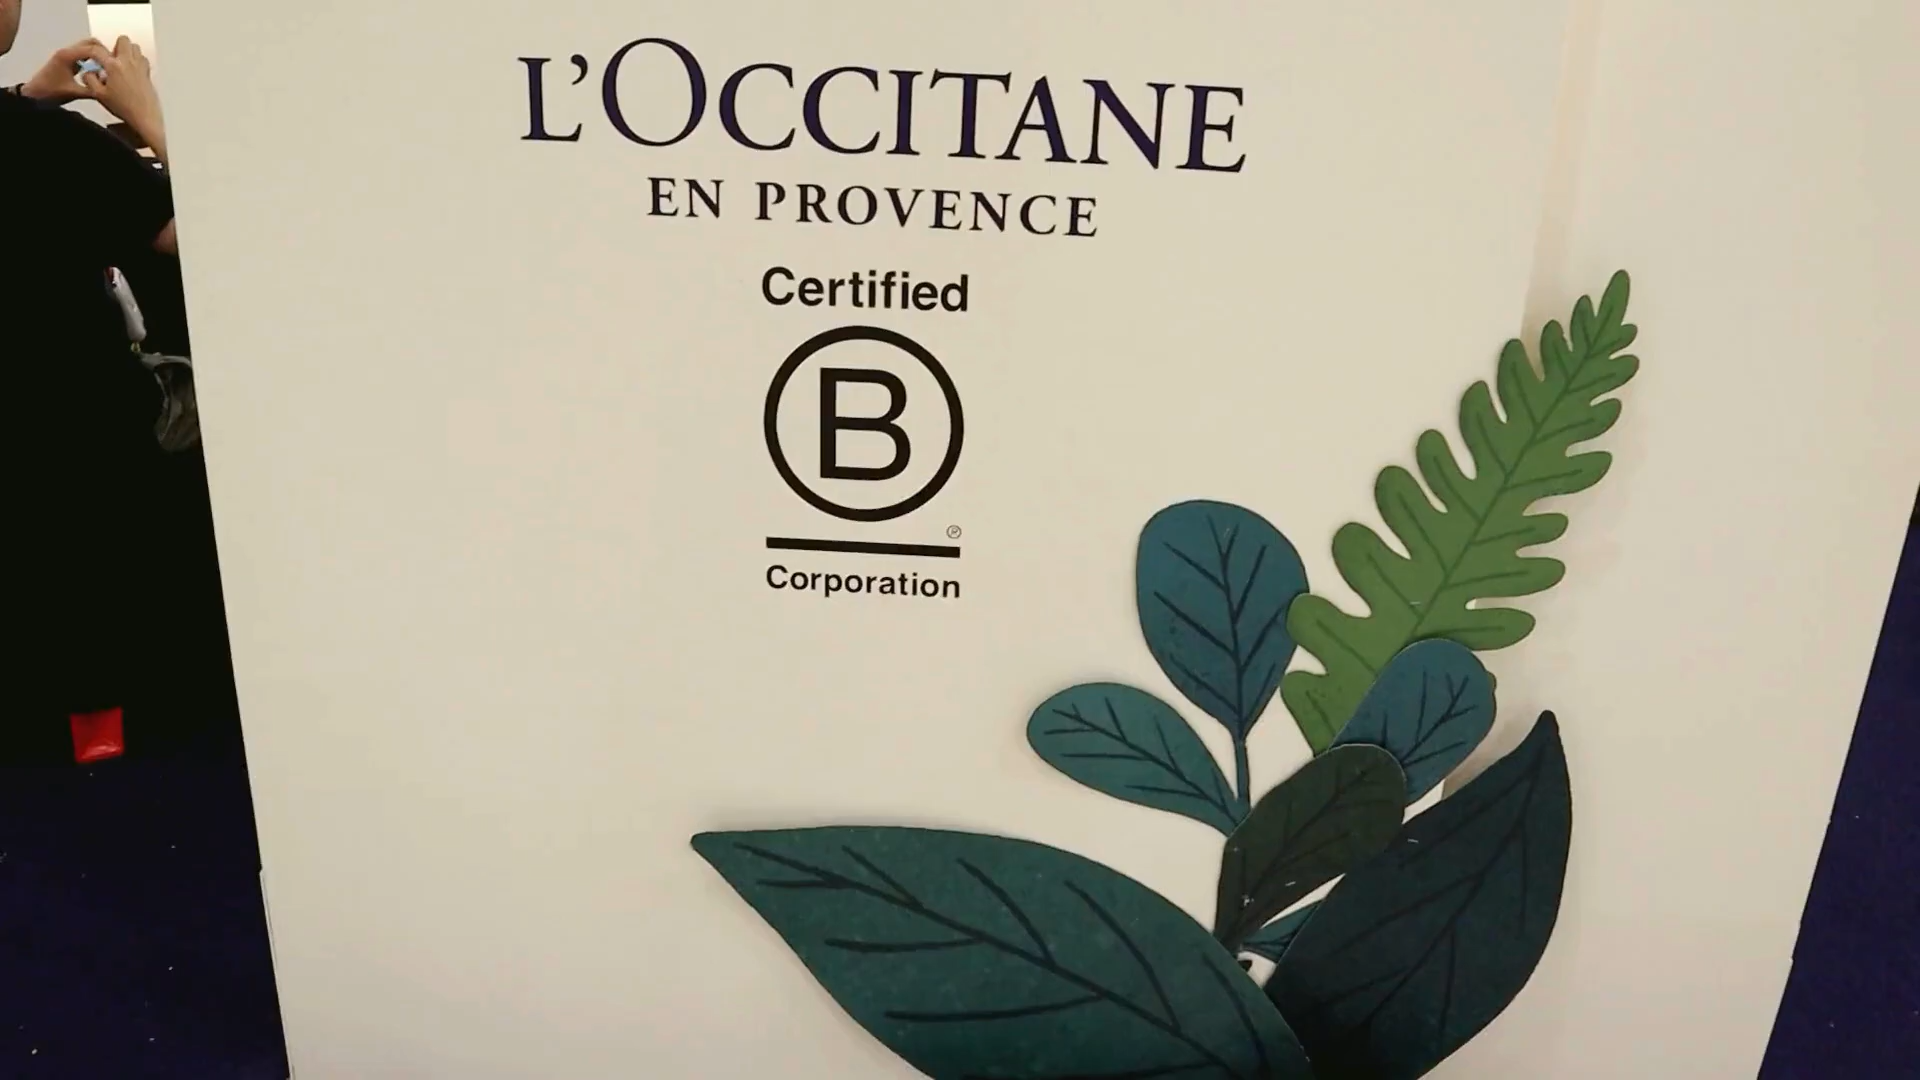 L'OCCITANE
EN PROVENCE
Certified
B
®
Corporation